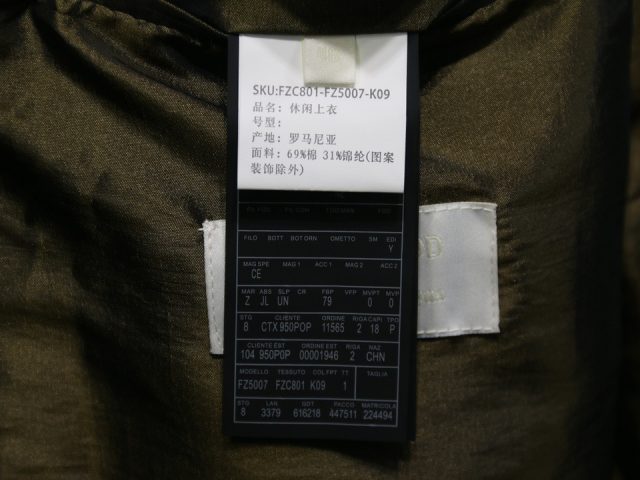 SKU:FZC801-FZ5007-K09
品名：休闲上衣
号型：
产地：罗马尼亚
面料：69%棉 31%锦纶(图案
装饰除外)
FILO BOTT BOT ORN OMETTO SM EDI
Y
MAG SPE MAG 1 ACC 1 MAG 2 ACC 2
CE
MAR ABS SLP CR FBP VFP MVPT MVP
Z JL UN 79 0 0
STG CLIENTE ORDINE RIGA CAPI TPO
8 CTX 950POP 11565 2 18 P
CLIENTE EST ORDINE EST RIGA NAZ
104 950P0P 00001946 2 CHN
MODELLO TESSUTO COL FPT TT TAGLIA
FZ5007 FZC801 K09 1
STG LAN GDT PACCO MATRICOLA
8 3379 616218 447511 224494